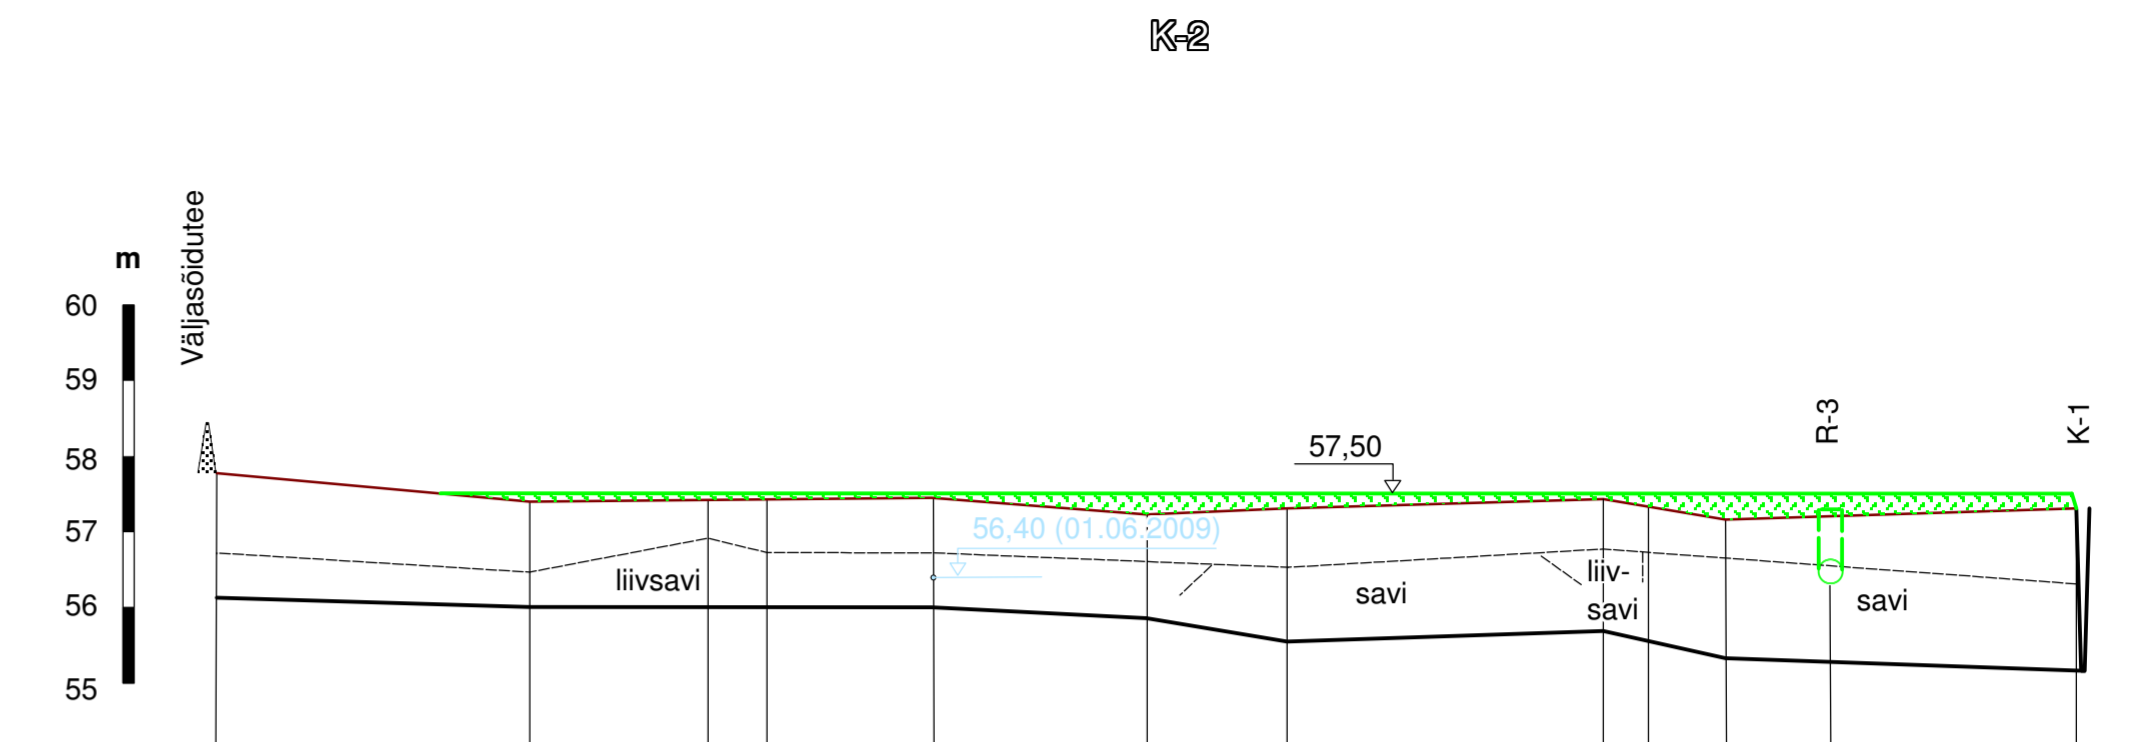 K-2
Väljasõidutee
m
60
59
58
57
56
55
57,50
R-3
K-1
56,40 (01.06.2009)
liivsavi
savi
liiv-
savi
savi